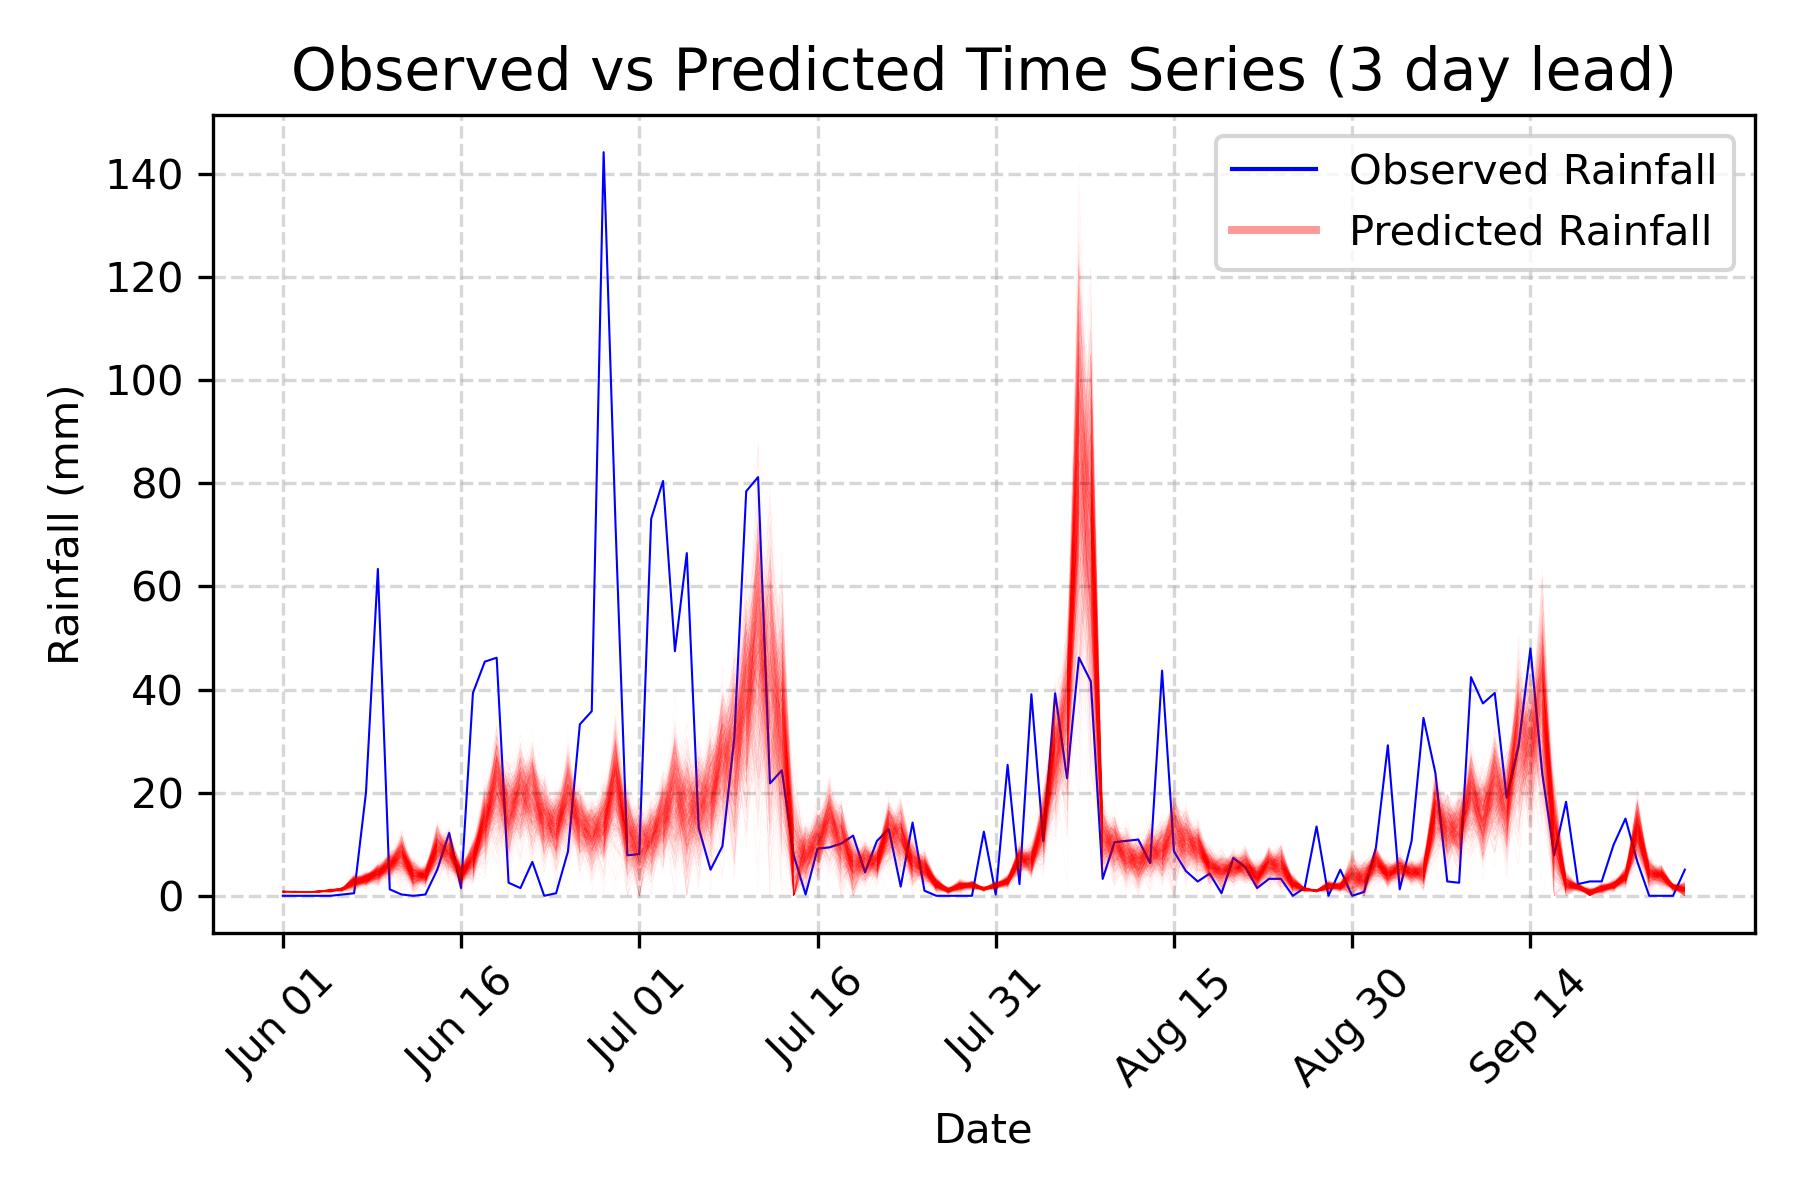 Observed vs Predicted Time Series (3 day lead)
Observed Rainfall
Predicted Rainfall
Rainfall (mm)
140
120
100
80
60
40
20
0
Jun 01
Jun 16
Jul 01
Jul 16
Jul 31
Aug 15
Aug 30
Sep 14
Date